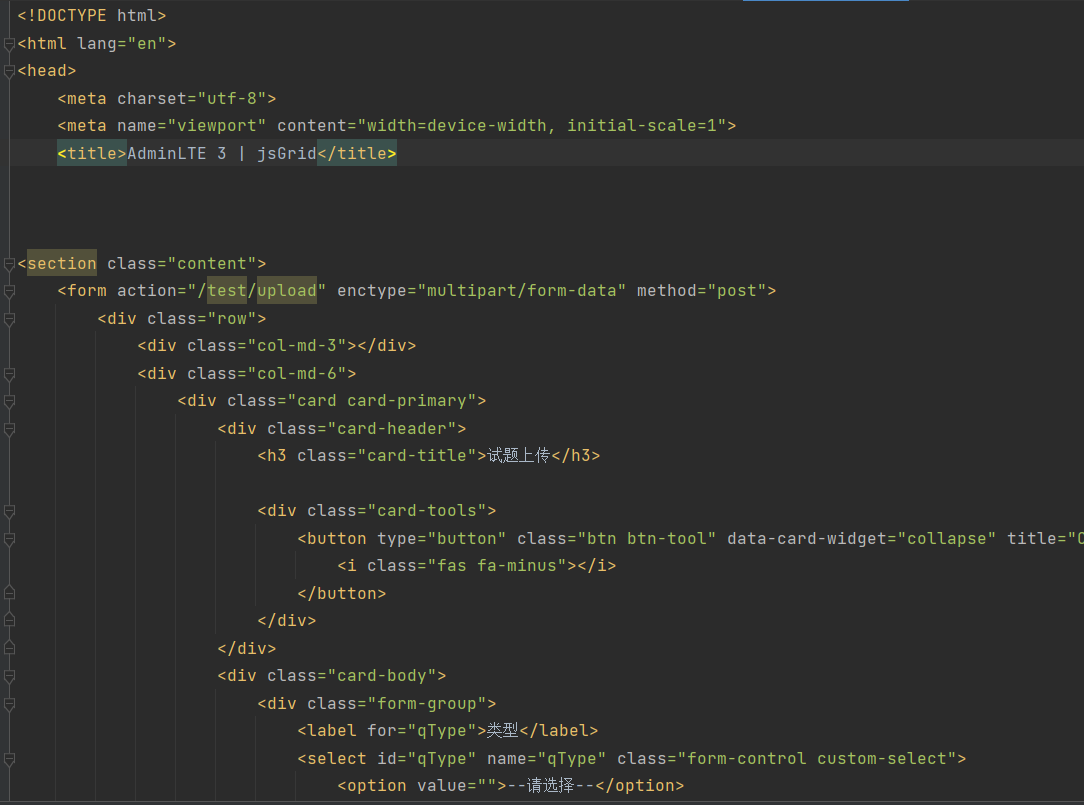 <!DOCTYPE html>
<html lang="en">
<head>
    <meta charset="utf-8">
    <meta name="viewport" content="width=device-width, initial-scale=1">
    <title>AdminLTE 3 | jsGrid</title>
<section class="content">
    <form action="/test/upload" enctype="multipart/form-data" method="post">
        <div class="row">
            <div class="col-md-3"></div>
            <div class="col-md-6">
                <div class="card card-primary">
                    <div class="card-header">
                        <h3 class="card-title">试题上传</h3>
                        <div class="card-tools">
                            <button type="button" class="btn btn-tool" data-card-widget="collapse" title="
                                <i class="fas fa-minus"></i>
                            </button>
                        </div>
                    </div>
                    <div class="card-body">
                        <div class="form-group">
                            <label for="qType">类型</label>
                            <select id="qType" name="qType" class="form-control custom-select">
                                <option value="">--请选择--</option>